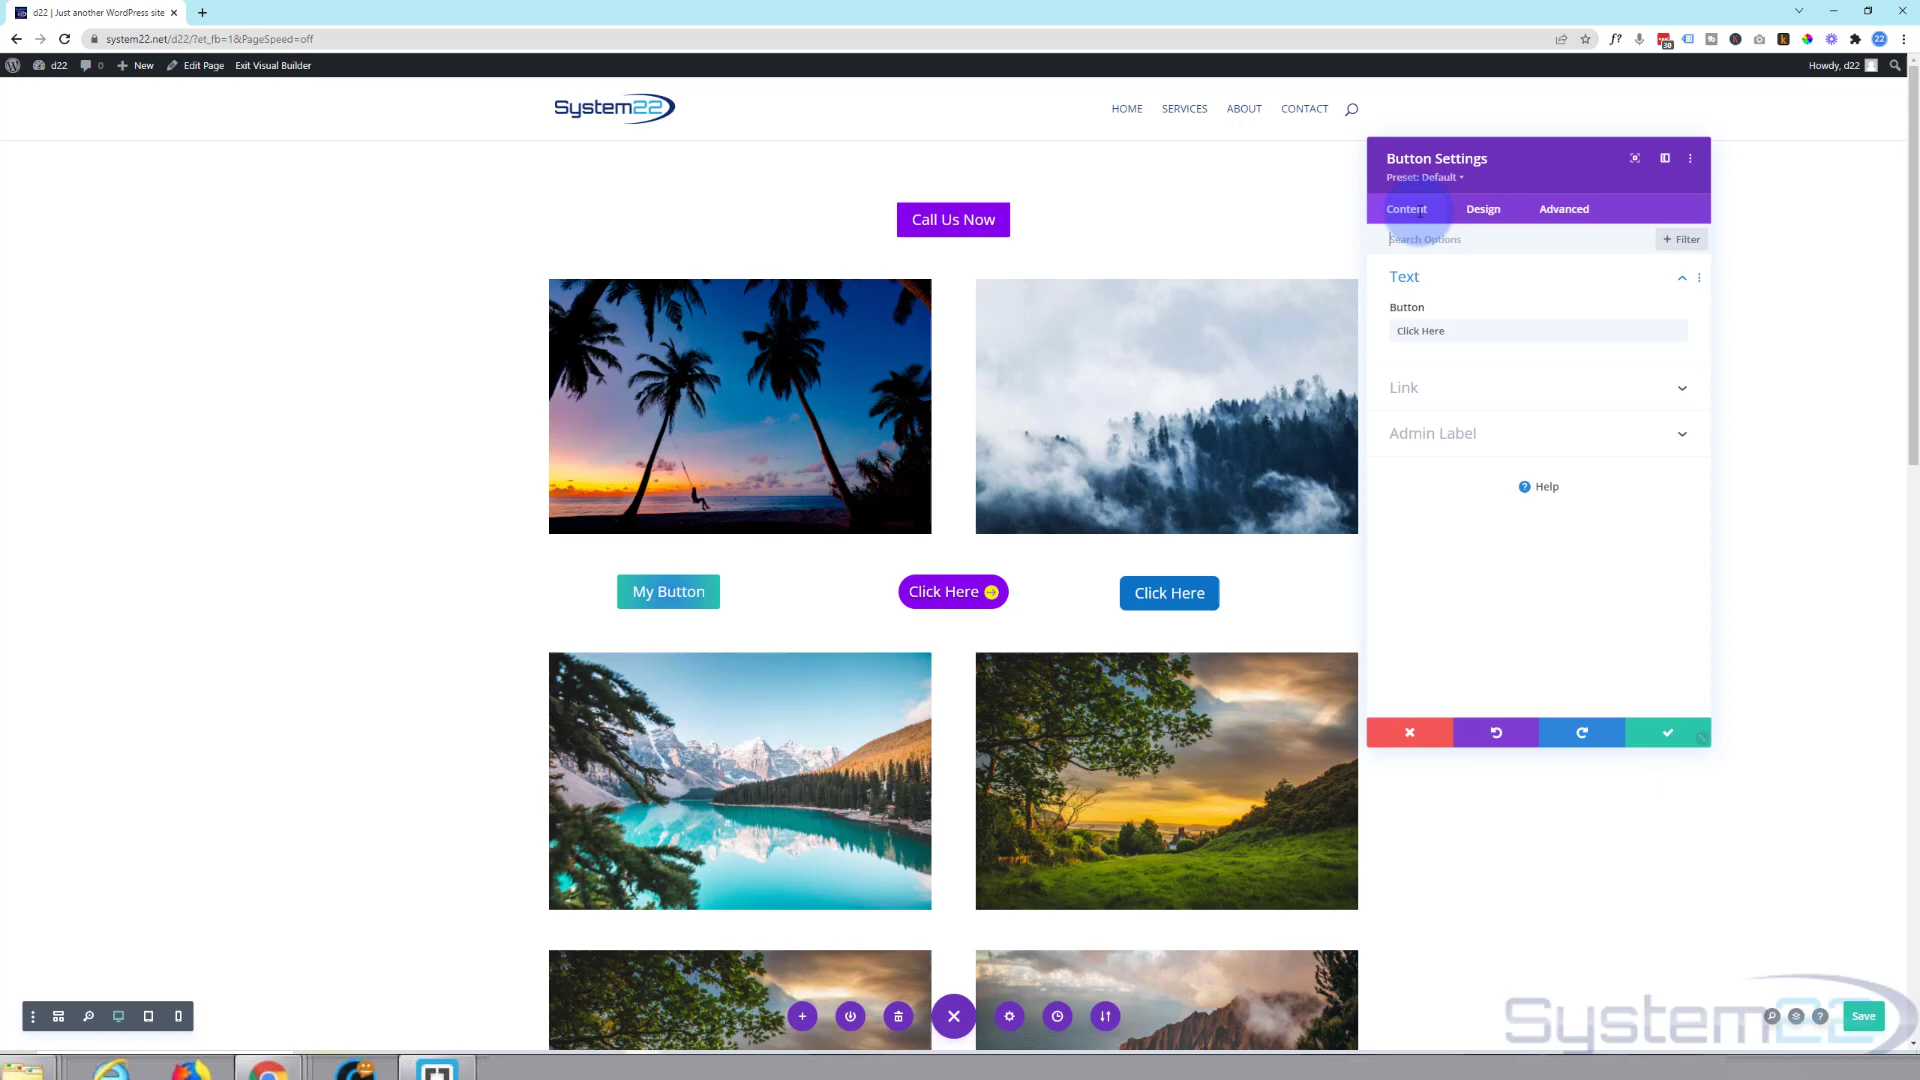 d22 | Just another WordPress site
system22.net/d22/?et_fb=1&PageSpeed=off
d22 0 New Edit Page Exit Visual Builder
Howdy, d22
System22
HOME SERVICES ABOUT CONTACT
Button Settings
Preset: Default
Content Design Advanced
Search Options
Filter
Call Us Now
Text
Button
Click Here
Link
Admin Label
Help
My Button
Click Here
Click Here
Save
System22